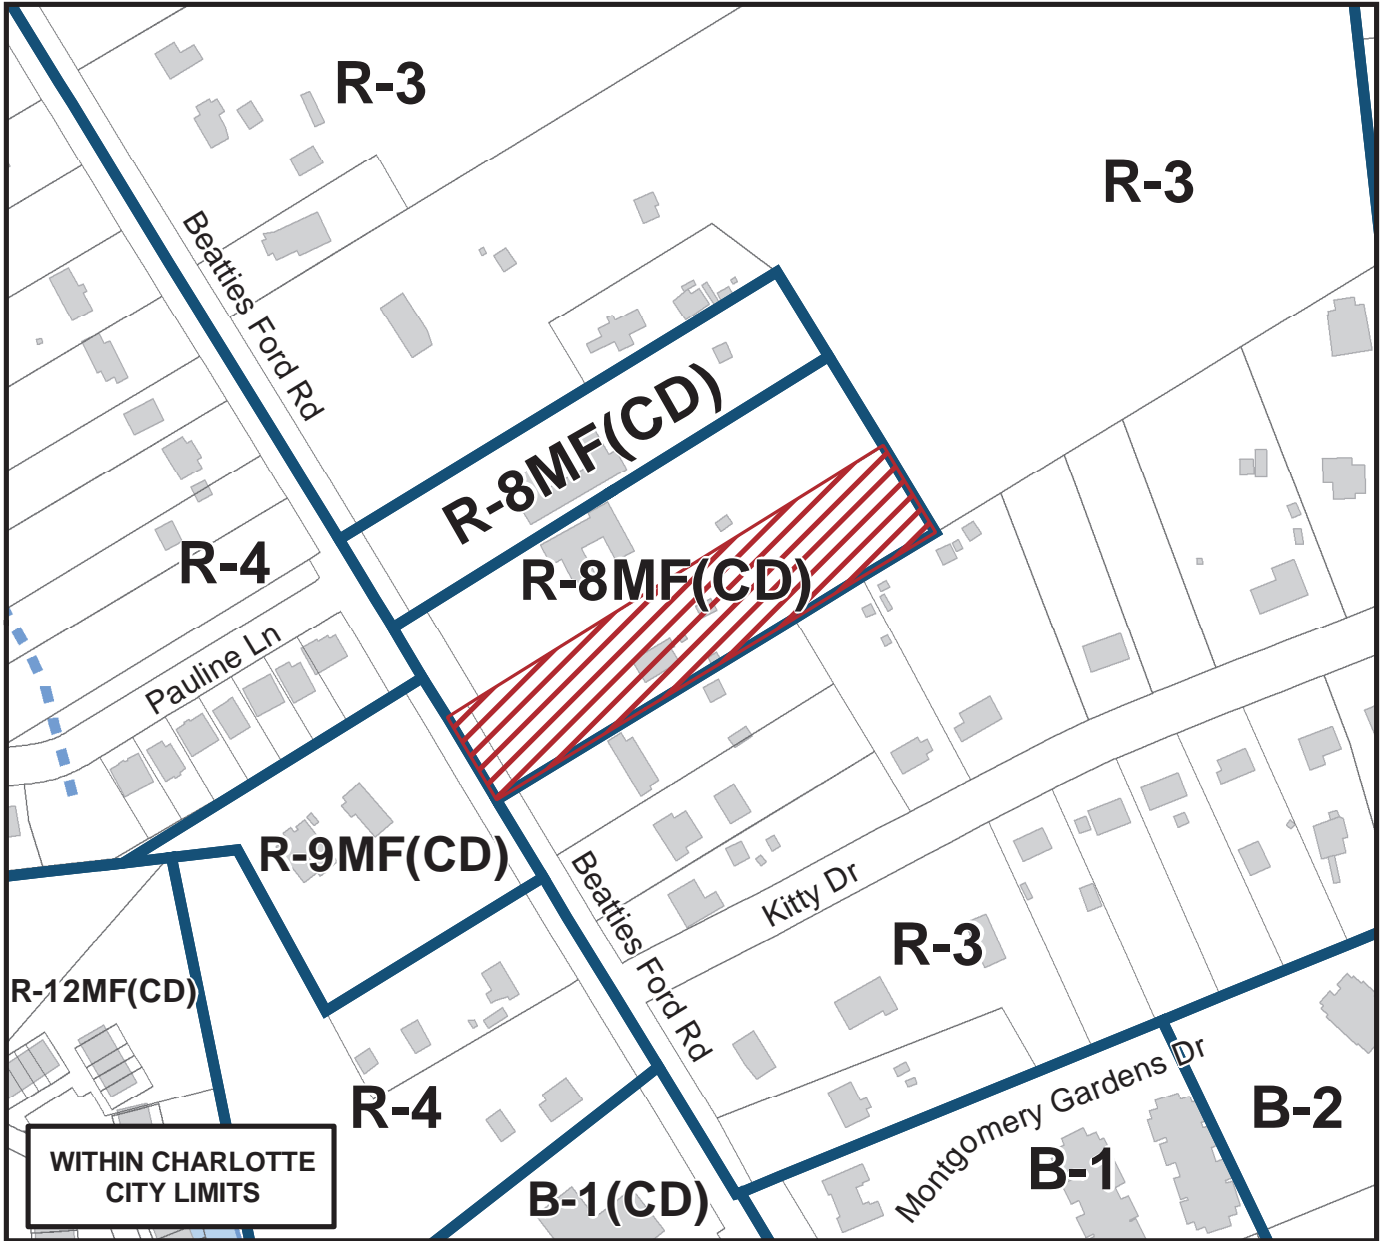 R-3
R-3
Beatties Ford Rd
R-8MF(CD)
R-4
R-8MF(CD)
Pauline Ln
R-9MF(CD)
Beatties Ford Rd
Kitty Dr
R-3
R-12MF(CD)
Montgomery Gardens Dr
R-4
B-2
WITHIN CHARLOTTE
CITY LIMITS
B-1(CD)
B-1